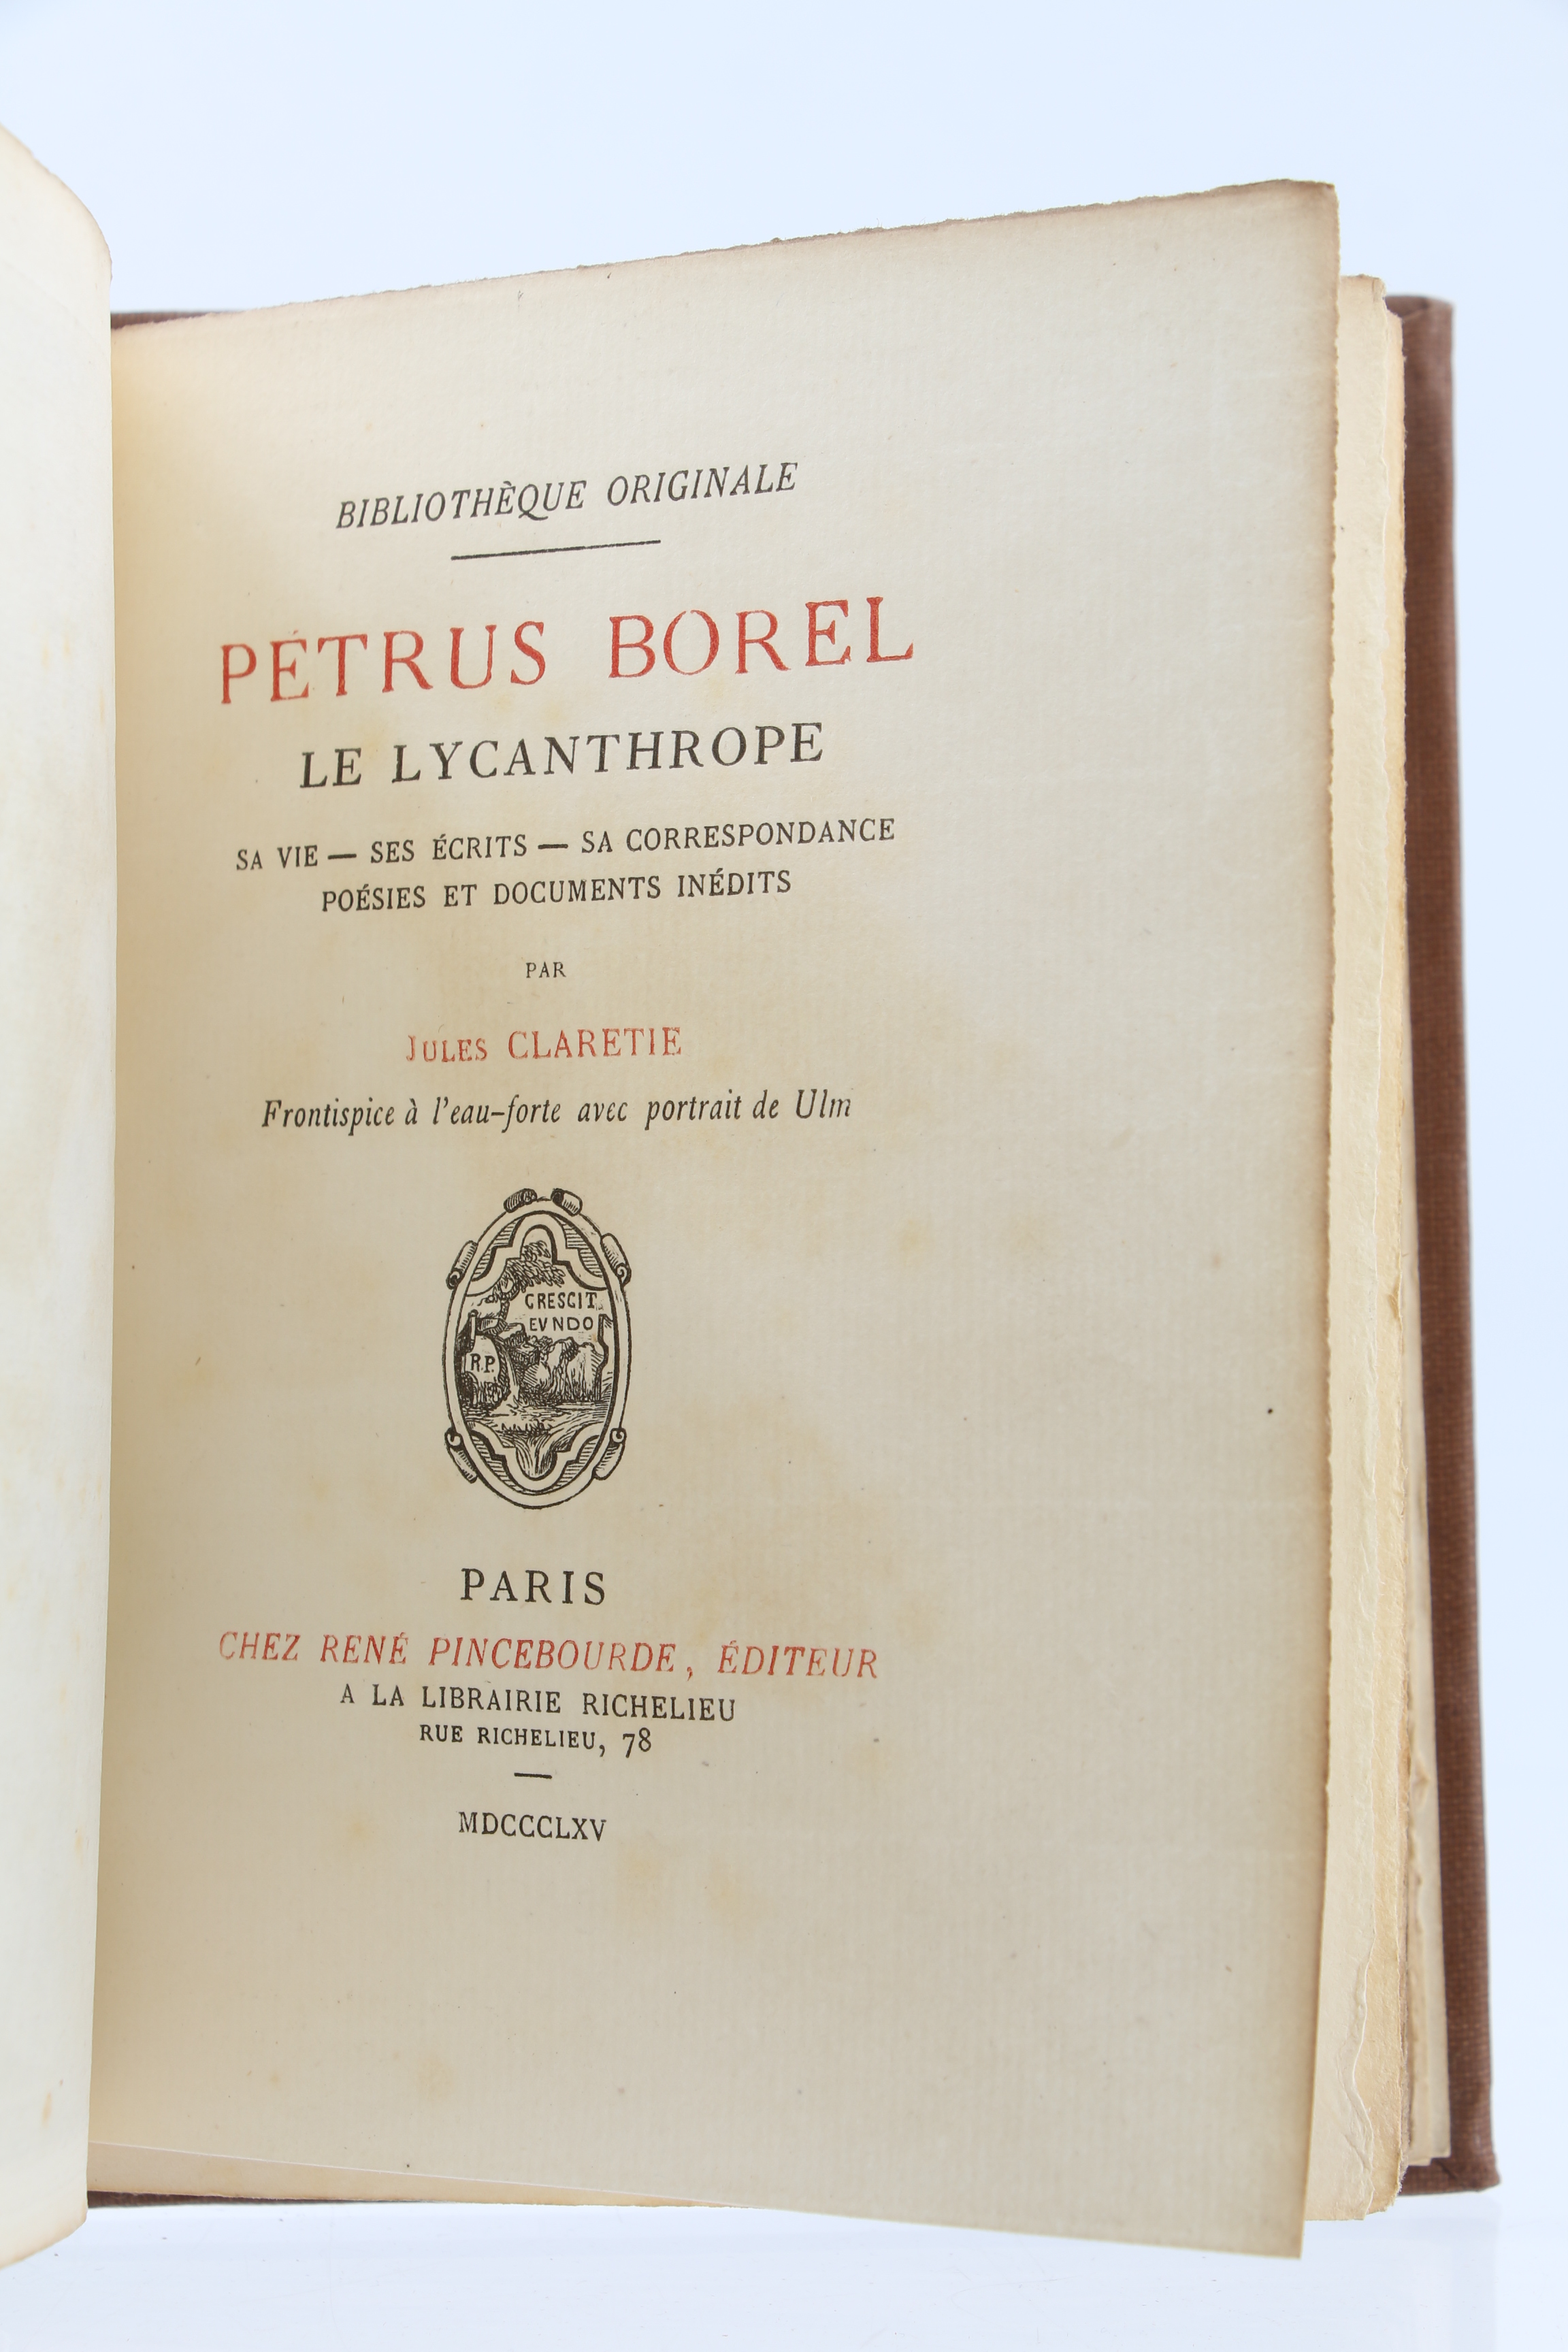 BIBLIOTHÈQUE ORIGINALE
PÉTRUS BOREL
LE LYCANTHROPE
SA VIE — SES ÉCRITS — SA CORRESPONDANCE
POÉSIES ET DOCUMENTS INÉDITS
PAR
JULES CLARETIE
Frontispice à l'eau-forte avec portrait de Ulm
CRESCIT
EVNDO
R.P.
PARIS
CHEZ RENÉ PINCEBOURDE, ÉDITEUR
A LA LIBRAIRIE RICHELIEU
RUE RICHELIEU, 78
MDCCCLXV